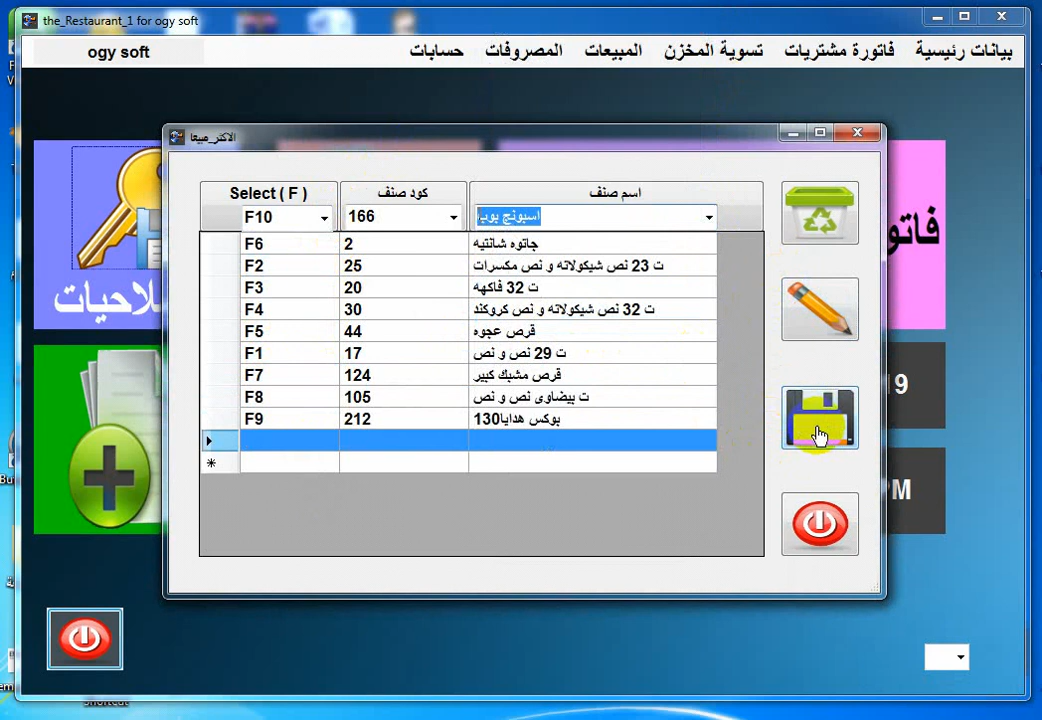 the_Restaurant_1 for ogy soft
ogy soft
بيانات رئيسية
فاتورة مشتريات
تسوية المخزن
المبيعات
المصروفات
حسابات
الاكثر_مبيعا
Select ( F ) كود صنف اسم صنف
F10 166 اسبونج بوب
F6 2 جاتوه شانتيه
F2 25 ت 23 نص شيكولاته و نص مكسرات
F3 20 ت 32 فاكهه
F4 30 ت 32 نص شيكولاته و نص كروكند
F5 44 قرص عجوه
F1 17 ت 29 نص و نص
F7 124 قرص مشبك كبير
F8 105 ت بيضاوى نص و نص
F9 212 بوكس هدايا130